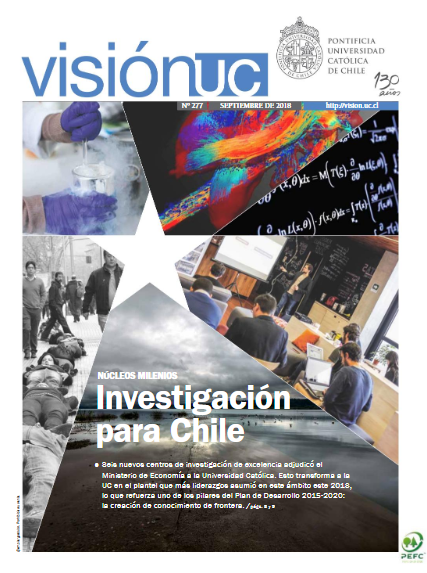 visiónuc
PONTIFICIA
UNIVERSIDAD
CATÓLICA
DE CHILE
130
años
Nº 277
SEPTIEMBRE DE 2018
http://vision.uc.cl
NÚCLEOS MILENIOS
Investigación
para Chile
● Seis nuevos centros de investigación de excelencia adjudicó el
Ministerio de Economía a la Universidad Católica. Esto transforma a la
UC en el plantel que más liderazgos asumió en este ámbito este 2018,
lo que refuerza uno de los pilares del Plan de Desarrollo 2015-2020:
la creación de conocimiento de frontera. /págs.
PEFC